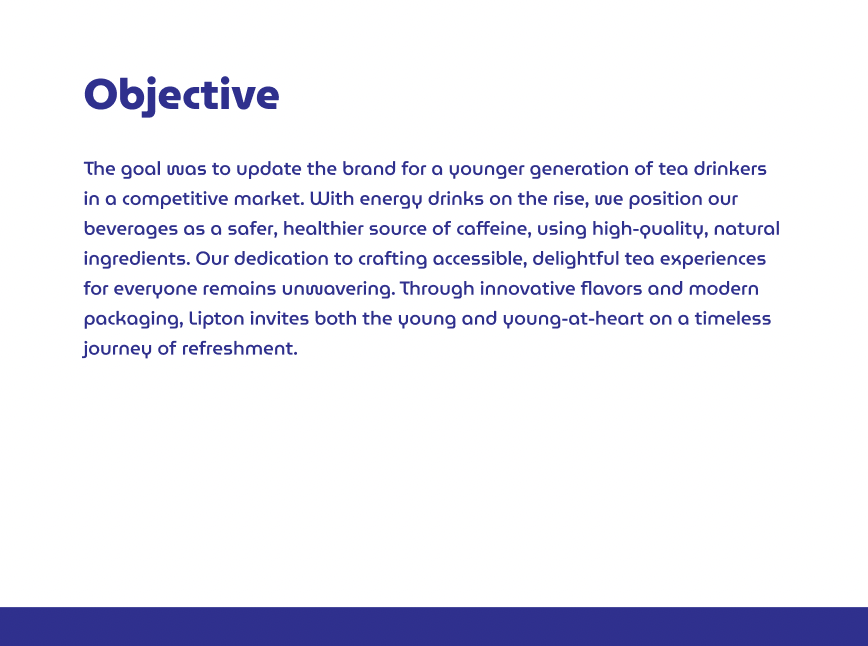 Objective
The goal was to update the brand for a younger generation of tea drinkers
in a competitive market. With energy drinks on the rise, we position our
beverages as a safer, healthier source of caffeine, using high-quality, natural
ingredients. Our dedication to crafting accessible, delightful tea experiences
for everyone remains unwavering. Through innovative flavors and modern
packaging, Lipton invites both the young and young-at-heart on a timeless
journey of refreshment.